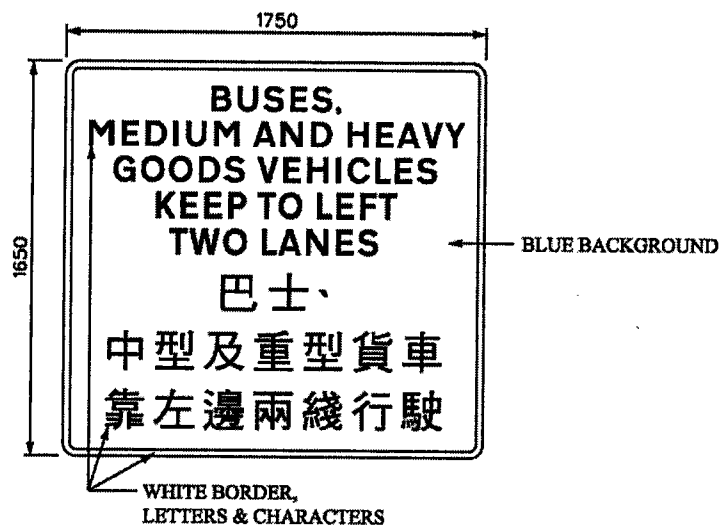 1750
1650
BUSES,
MEDIUM AND HEAVY
GOODS VEHICLES
KEEP TO LEFT
TWO LANES
巴士、
中型及重型貨車
靠左邊兩綫行駛
BLUE BACKGROUND
WHITE BORDER,
LETTERS & CHARACTERS